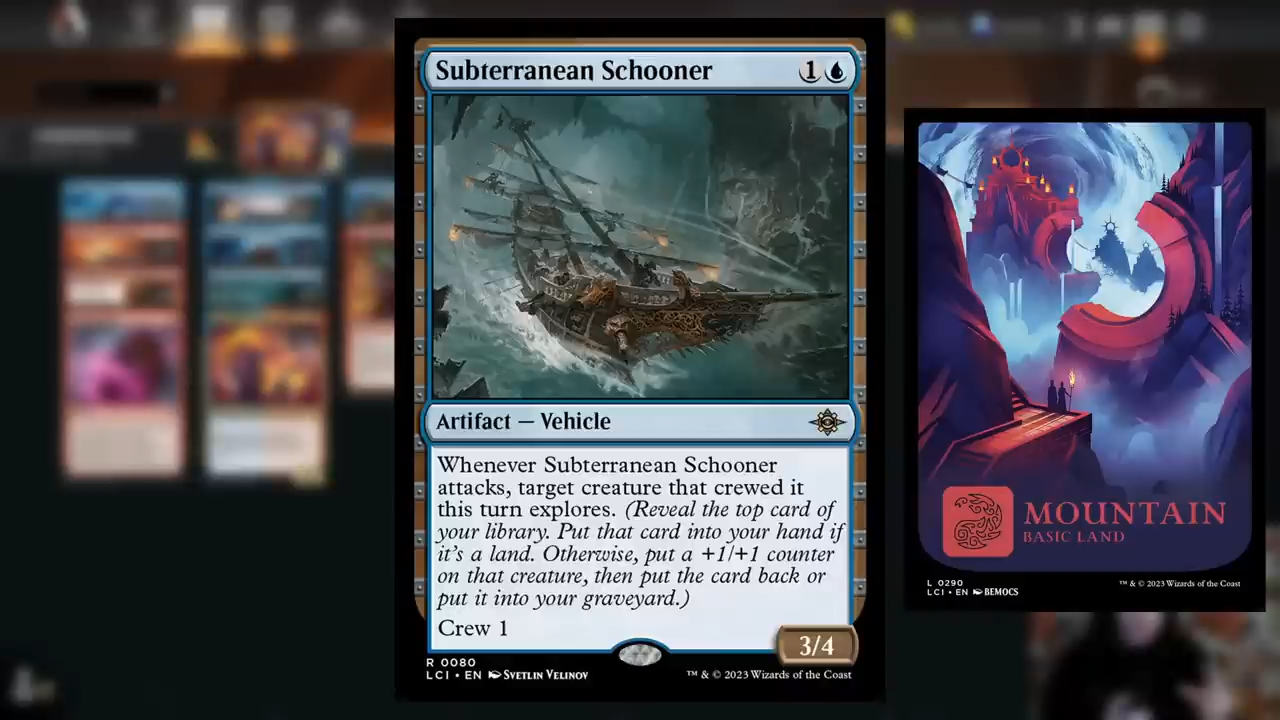 Subterranean Schooner 1
Artifact — Vehicle
Whenever Subterranean Schooner
attacks, target creature that crewed it
this turn explores. (Reveal the top card of
your library. Put that card into your hand if
it's a land. Otherwise, put a +1/+1 counter
on that creature, then put the card back or
put it into your graveyard.)
Crew 1
3/4
R 0080
LCI • EN SVETLIN VELINOV
™ & © 2023 Wizards of the Coast
MOUNTAIN
BASIC LAND
L 0290
LCI • EN BEMOCS
™ & © 2023 Wizards of the Coast